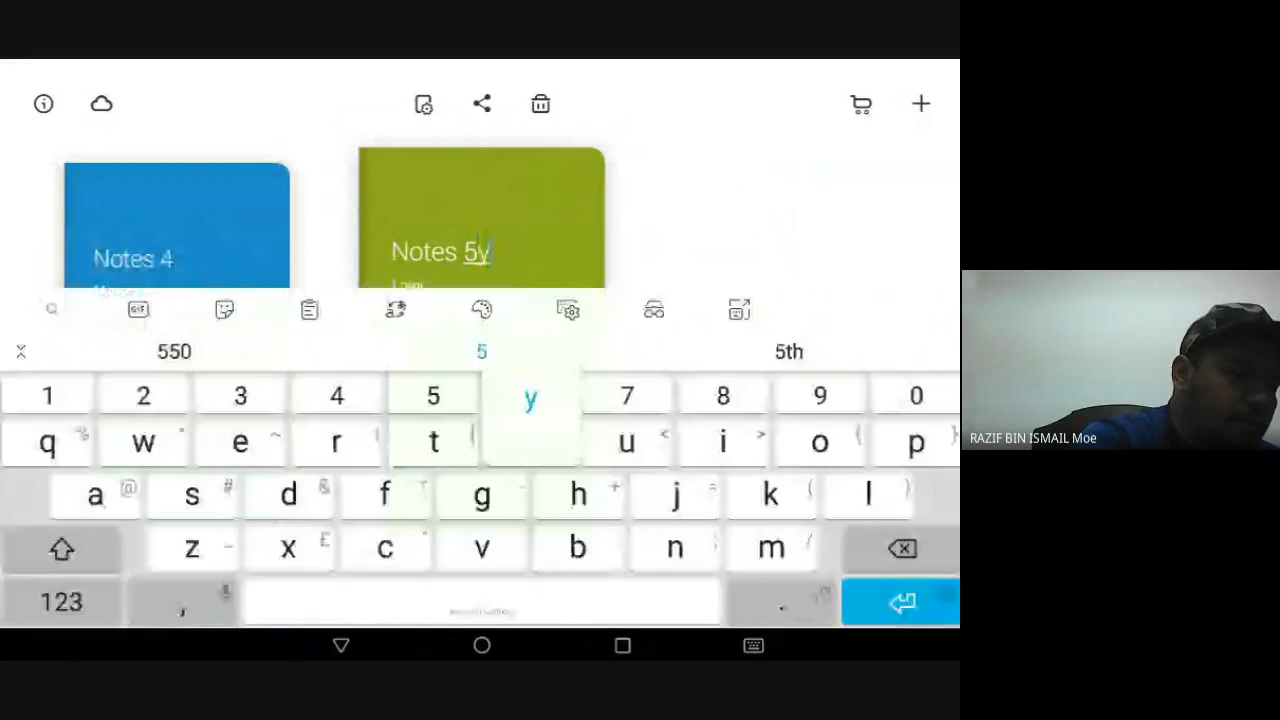 Notes 4
Notes 5y
GIF
550 5 5th
1 2 3 4 5 y 7 8 9 0
q w e r t u i o p
a s d f g h j k l
z x c v b n m
123 , .
RAZIF BIN ISMAIL Moe